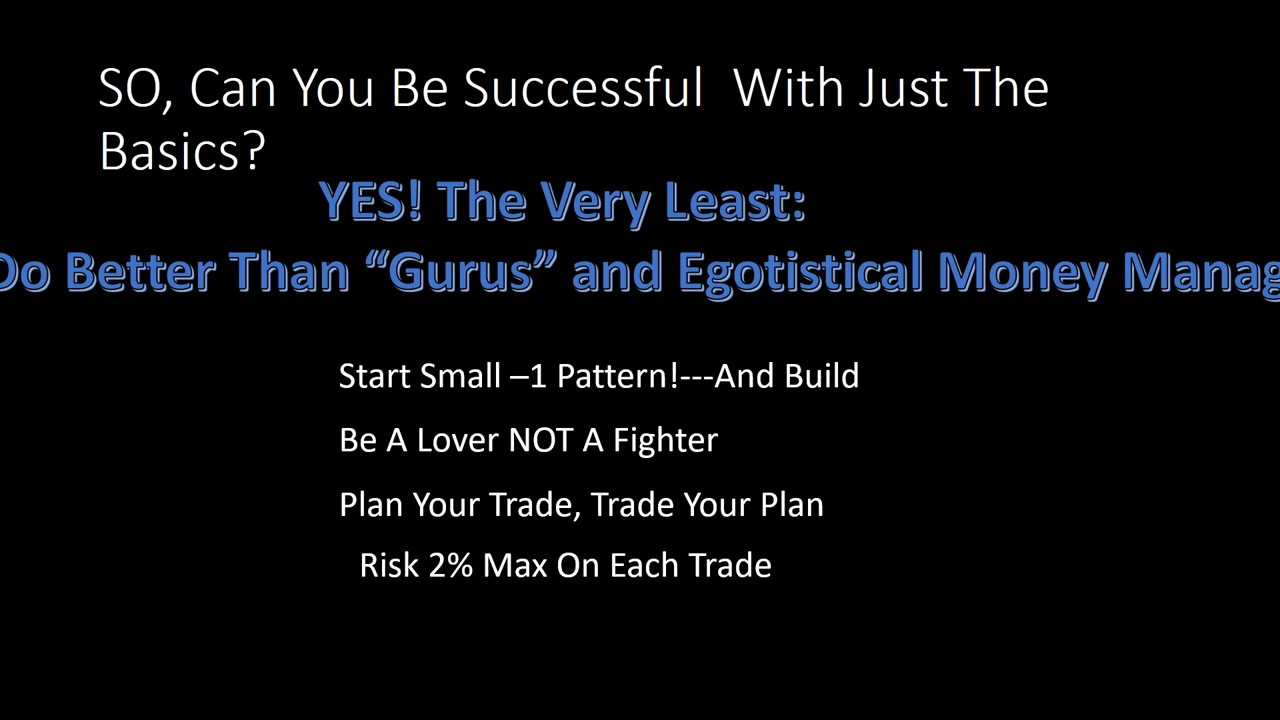 SO, Can You Be Successful  With Just The
Basics?
YES! The Very Least:
Do Better Than “Gurus” and Egotistical Money Manag
Start Small –1 Pattern!---And Build
Be A Lover NOT A Fighter
Plan Your Trade, Trade Your Plan
Risk 2% Max On Each Trade